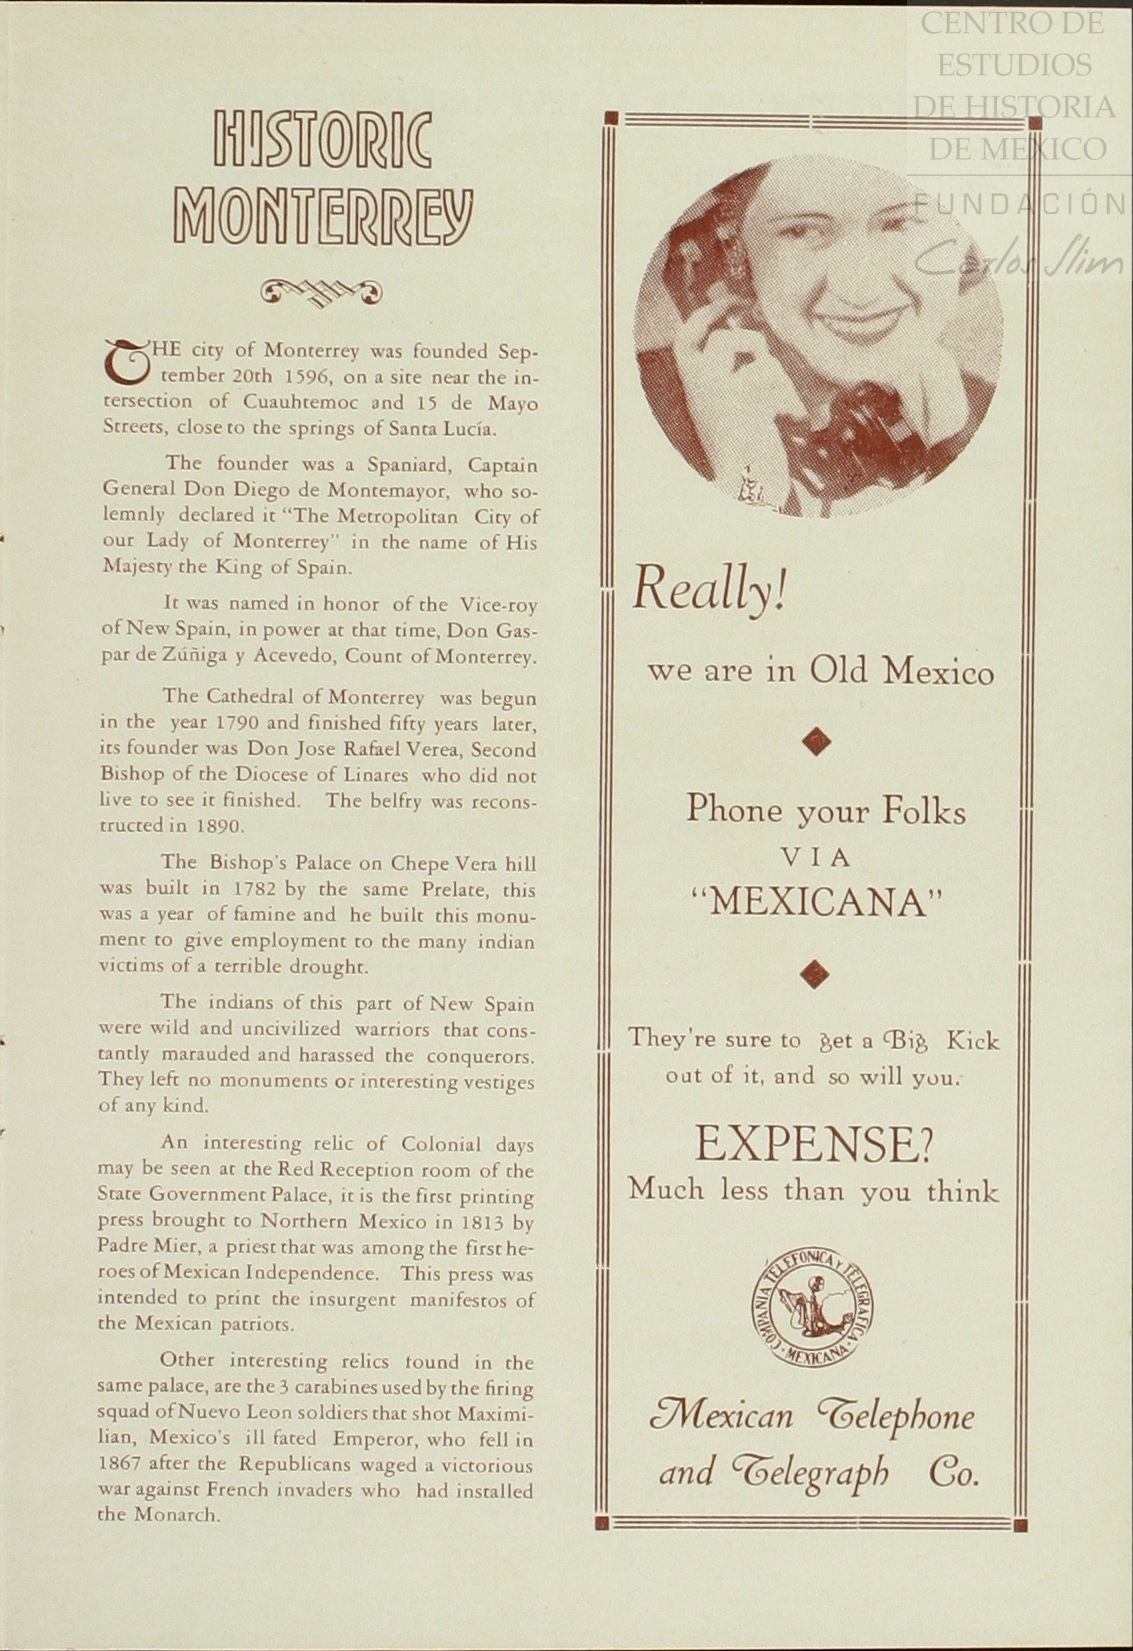 CENTRO DE
ESTUDIOS
DE HISTORIA
DE MEXICO
FUNDACIÓN
Carlos Slim
HISTORIC
MONTERREY
THE city of Monterrey was founded Sep-
tember 20th 1596, on a site near the in-
tersection of Cuauhtemoc and 15 de Mayo
Streets, close to the springs of Santa Lucía.
The founder was a Spaniard, Captain
General Don Diego de Montemayor, who so-
lemnly declared it "The Metropolitan City of
our Lady of Monterrey" in the name of His
Majesty the King of Spain.
It was named in honor of the Vice-roy
of New Spain, in power at that time, Don Gas-
par de Zúñiga y Acevedo, Count of Monterrey.
The Cathedral of Monterrey was begun
in the year 1790 and finished fifty years later,
its founder was Don Jose Rafael Verea, Second
Bishop of the Diocese of Linares who did not
live to see it finished. The belfry was recons-
tructed in 1890.
The Bishop's Palace on Chepe Vera hill
was built in 1782 by the same Prelate, this
was a year of famine and he built this monu-
ment to give employment to the many indian
victims of a terrible drought.
The indians of this part of New Spain
were wild and uncivilized warriors that cons-
tantly marauded and harassed the conquerors.
They left no monuments or interesting vestiges
of any kind.
An interesting relic of Colonial days
may be seen at the Red Reception room of the
State Government Palace, it is the first printing
press brought to Northern Mexico in 1813 by
Padre Mier, a priest that was among the first he-
roes of Mexican Independence. This press was
intended to print the insurgent manifestos of
the Mexican patriots.
Other interesting relics found in the
same palace, are the 3 carabines used by the firing
squad of Nuevo Leon soldiers that shot Maximi-
lian, Mexico's ill fated Emperor, who fell in
1867 after the Republicans waged a victorious
war against French invaders who had installed
the Monarch.
Really!
we are in Old Mexico
Phone your Folks
VIA
"MEXICANA"
They're sure to get a Big Kick
out of it, and so will you.
EXPENSE?
Much less than you think
COMPAÑIA TELEFONICA Y TELEGRAFICA
MEXICANA
Mexican Telephone
and Telegraph Co.